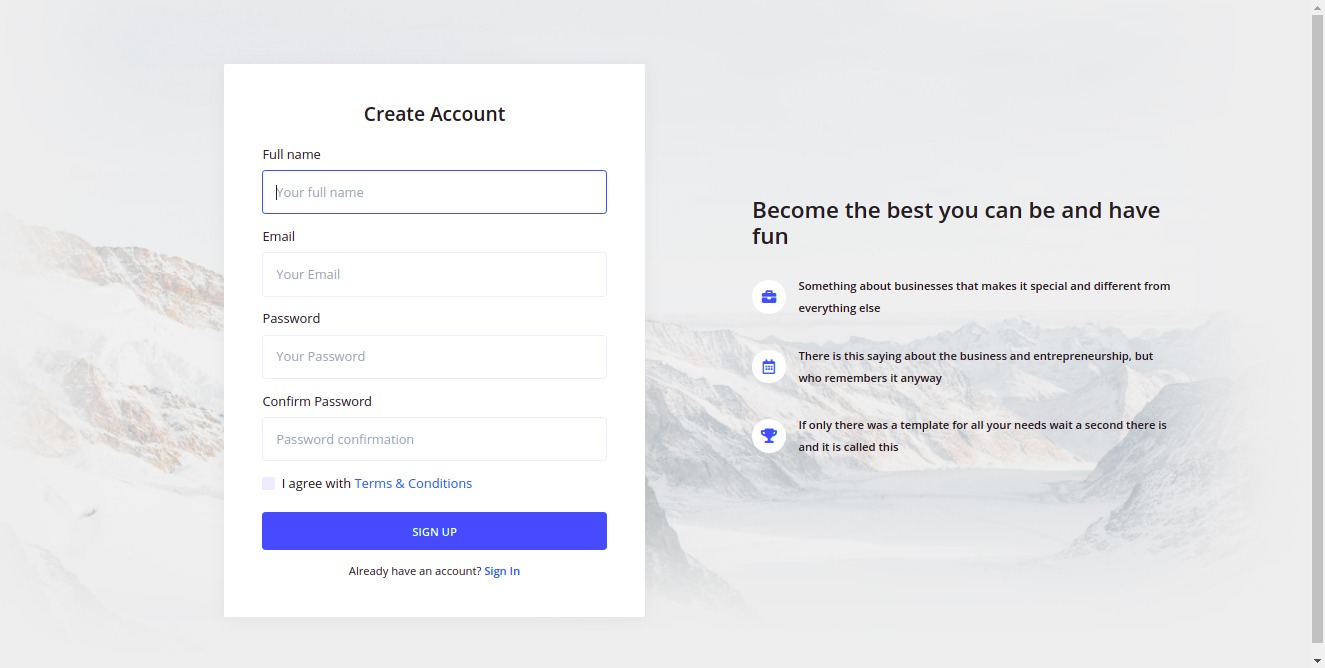 Create Account
Full name
Your full name
Email
Your Email
Password
Your Password
Confirm Password
Password confirmation
I agree with Terms & Conditions
SIGN UP
Already have an account? Sign In
Become the best you can be and have
fun
Something about businesses that makes it special and different from
everything else
There is this saying about the business and entrepreneurship, but
who remembers it anyway
If only there was a template for all your needs wait a second there is
and it is called this